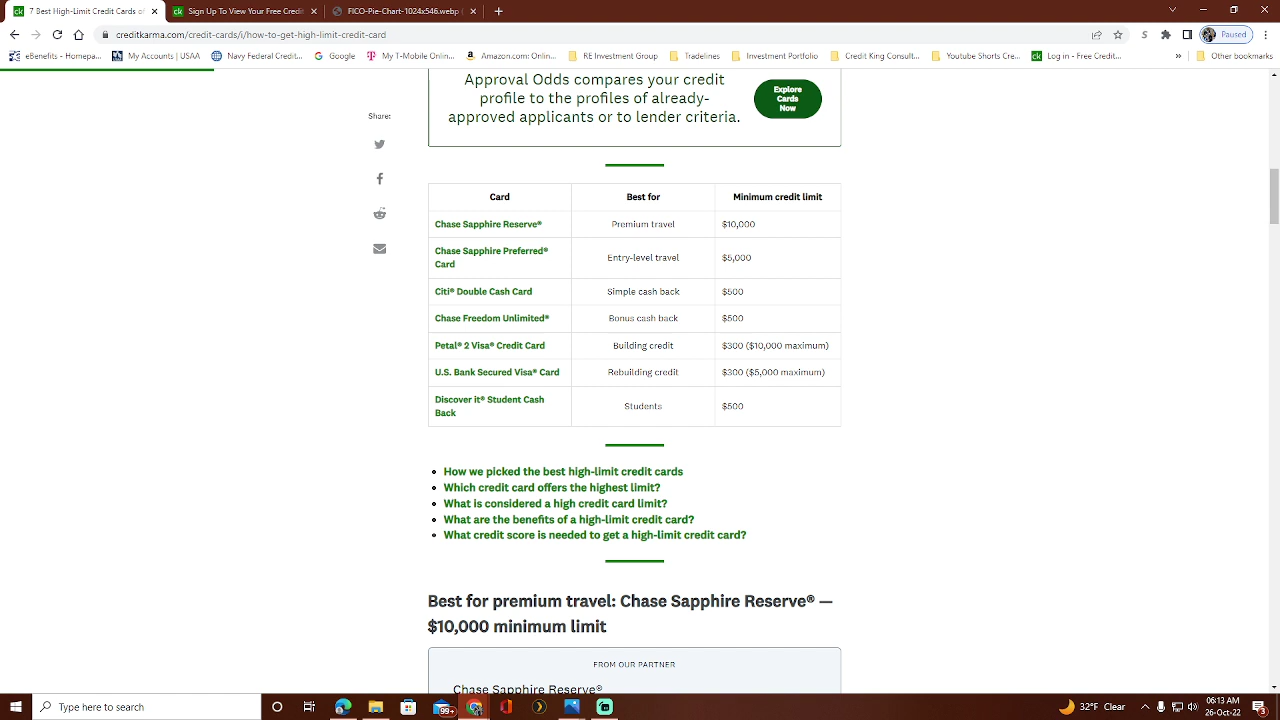 7 Best High-Limit Credit Cards of
Sign Up To View Your Free Credit
FICO-Pie-Chart-1024x546.webp (
creditkarma.com/credit-cards/i/how-to-get-high-limit-credit-card
Paused
eBenefits - Homepa...
My Accounts | USAA
Navy Federal Credit...
Google
My T-Mobile Onlin...
Amazon.com: Onlin...
RE Investment Group
Tradelines
Investment Portfolio
Credit King Consult...
Youtube Shorts Cre...
Log in - Free Credit...
»
Other bookmarks
Approval Odds compares your credit
profile to the profiles of already-
approved applicants or to lender criteria.
Explore
Cards
Now
Share:
Card Best for Minimum credit limit
Chase Sapphire Reserve® Premium travel $10,000
Chase Sapphire Preferred®
Card
Entry-level travel $5,000
Citi® Double Cash Card Simple cash back $500
Chase Freedom Unlimited® Bonus cash back $500
Petal® 2 Visa® Credit Card Building credit $300 ($10,000 maximum)
U.S. Bank Secured Visa® Card Rebuilding credit $300 ($5,000 maximum)
Discover it® Student Cash
Back
Students $500
How we picked the best high-limit credit cards
Which credit card offers the highest limit?
What is considered a high credit card limit?
What are the benefits of a high-limit credit card?
What credit score is needed to get a high-limit credit card?
Best for premium travel: Chase Sapphire Reserve® —
$10,000 minimum limit
FROM OUR PARTNER
Chase Sapphire Reserve®
Type here to search
99+
32°F Clear
06:13 AM
26-Oct-22